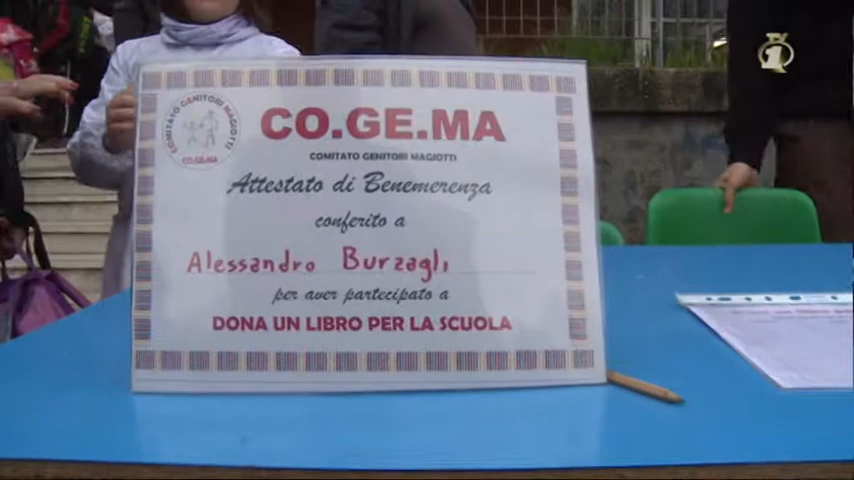 COMITATO GENITORI MAGIOTTI
CO.GE.MA
CO.GE.MA
COMITATO GENITORI MAGIOTTI
Attestato di Benemerenza
conferito a
Alessandro Burzagli
per aver partecipato a
DONA UN LIBRO PER LA SCUOLA
1